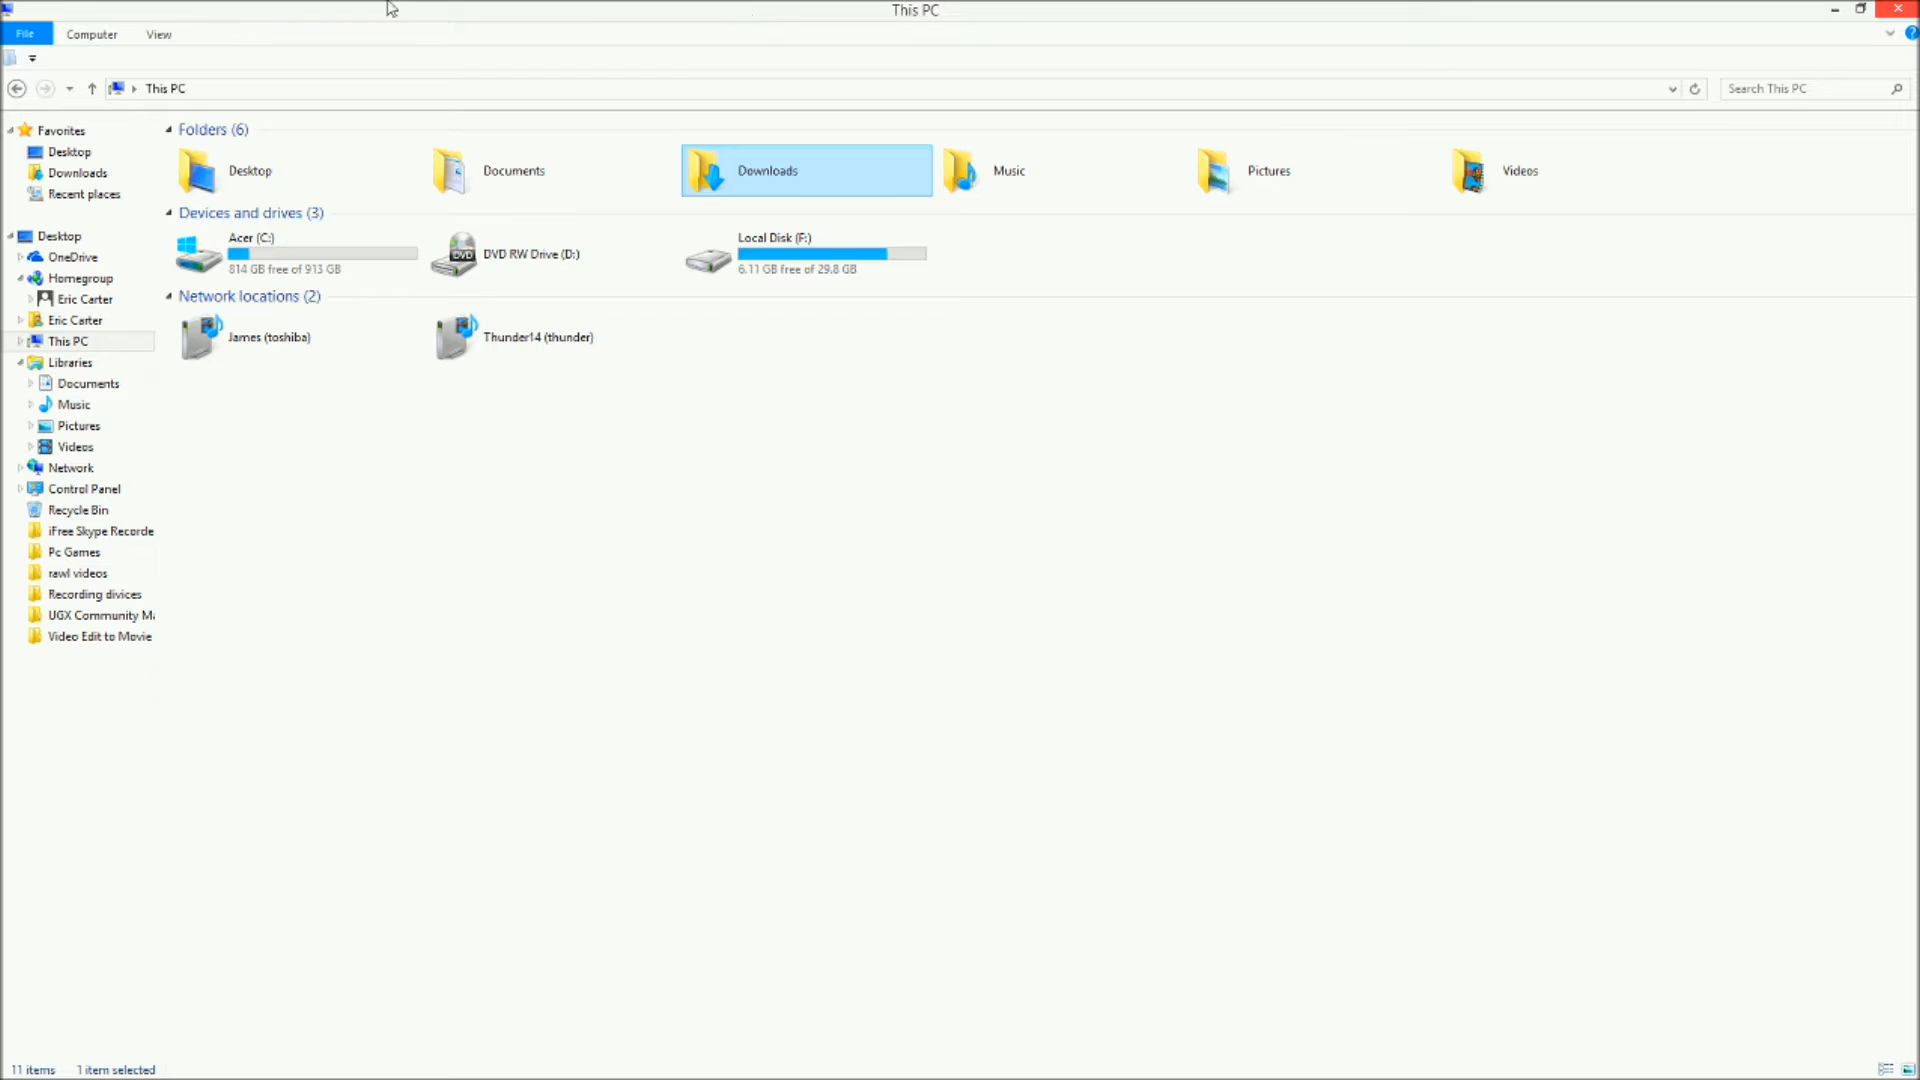 This PC
File Computer View
This PC
Search This PC
Favorites
Desktop
Downloads
Recent places
Desktop
OneDrive
Homegroup
Eric Carter
Eric Carter
This PC
Libraries
Documents
Music
Pictures
Videos
Network
Control Panel
Recycle Bin
iFree Skype Recorde
Pc Games
rawl videos
Recording divices
UGX Community Ma
Video Edit to Movie
Folders (6)
Desktop
Documents
Downloads
Music
Pictures
Videos
Devices and drives (3)
Acer (C:)
814 GB free of 913 GB
DVD
DVD RW Drive (D:)
Local Disk (F:)
6.11 GB free of 29.8 GB
Network locations (2)
James (toshiba)
Thunder14 (thunder)
11 items 1 item selected